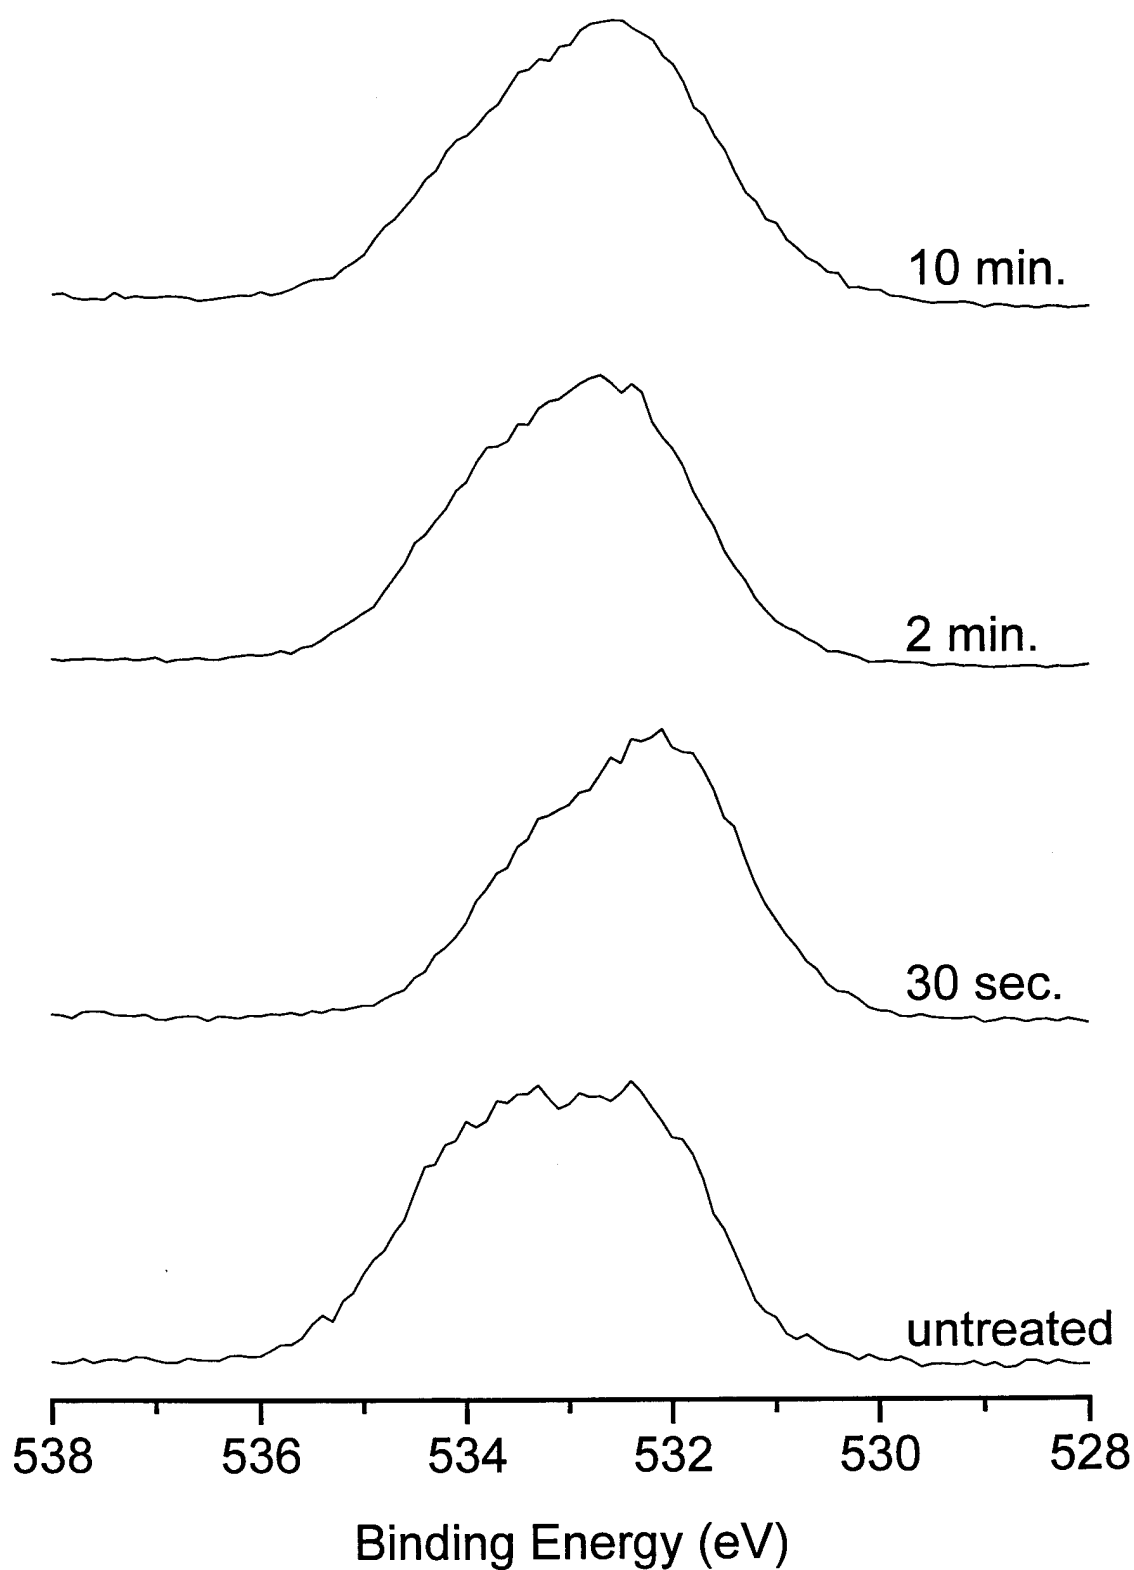 10 min.
2 min.
30 sec.
untreated
538 536 534 532 530 528
Binding Energy (eV)